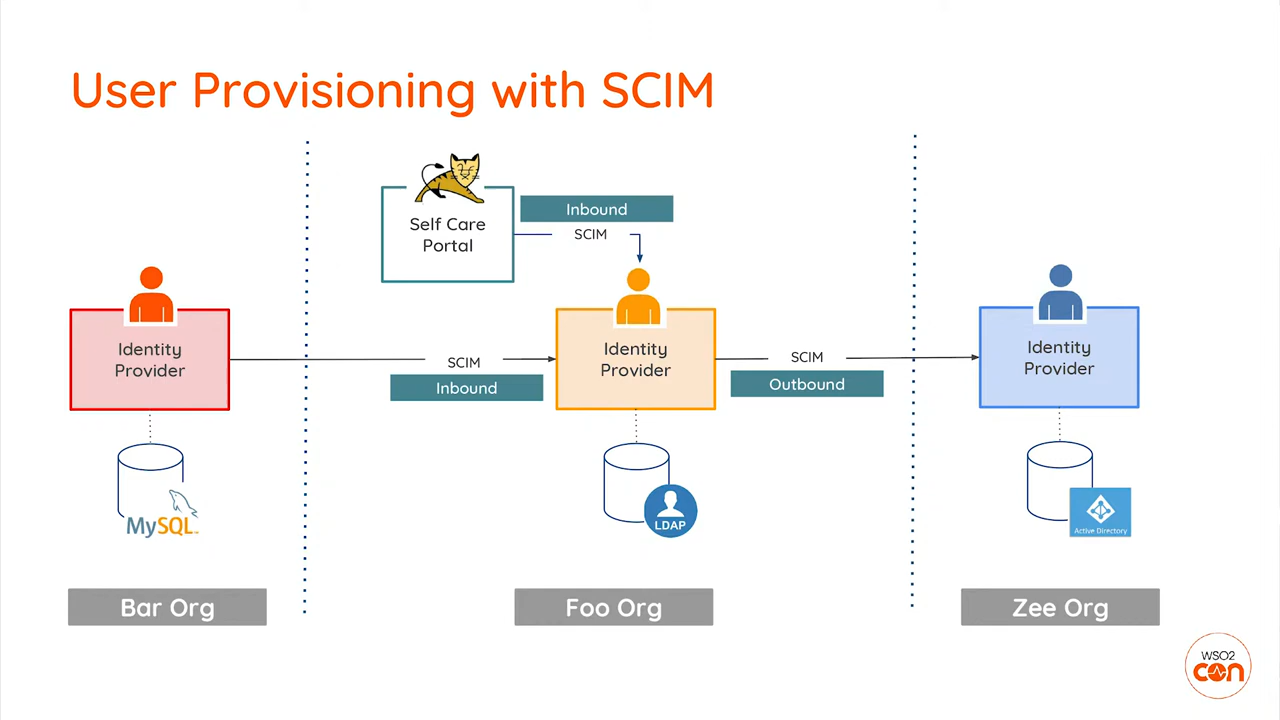 User Provisioning with SCIM
Self Care
Portal
Inbound
SCIM
Identity
Provider
SCIM
Inbound
Identity
Provider
SCIM
Outbound
Identity
Provider
MySQL™
LDAP
Active Directory
Bar Org
Foo Org
Zee Org
WSO2
con